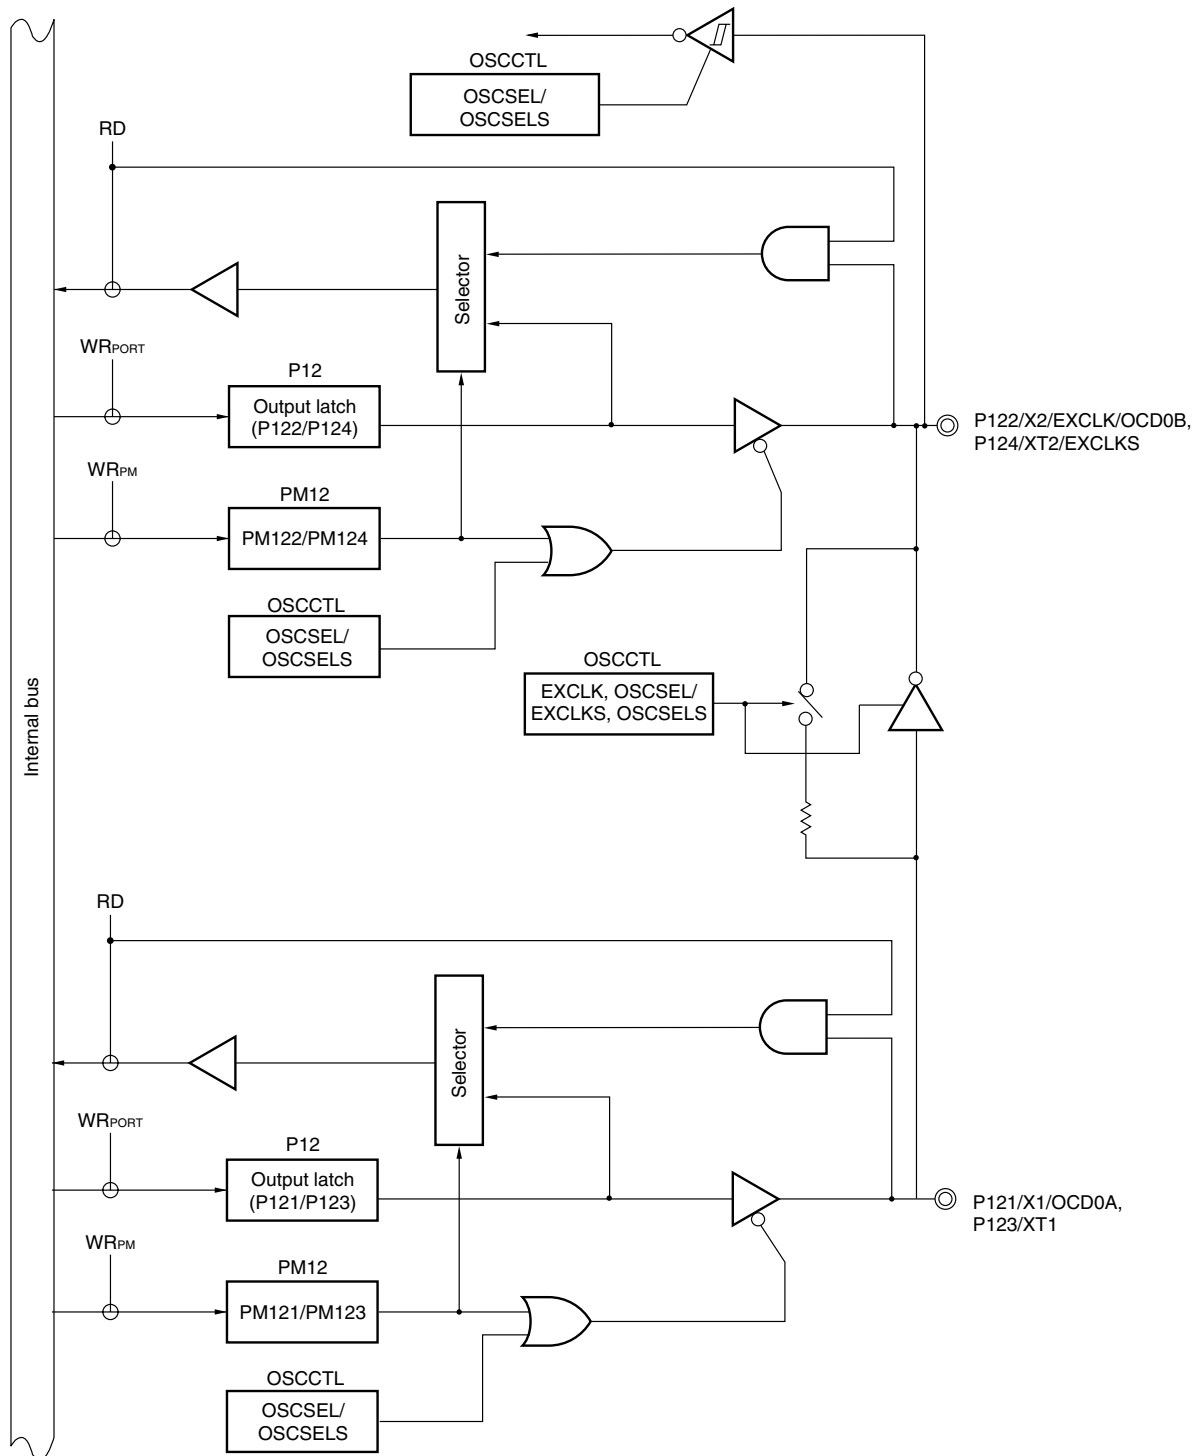 OSCCTL
OSCSEL/
OSCSELS
RD
Selector
WRPORT
P12
Output latch
(P122/P124)
P122/X2/EXCLK/OCD0B,
P124/XT2/EXCLKS
WRPM
PM12
PM122/PM124
OSCCTL
OSCSEL/
OSCSELS
OSCCTL
EXCLK, OSCSEL/
EXCLKS, OSCSELS
Internal bus
RD
Selector
WRPORT
P12
Output latch
(P121/P123)
P121/X1/OCD0A,
P123/XT1
WRPM
PM12
PM121/PM123
OSCCTL
OSCSEL/
OSCSELS